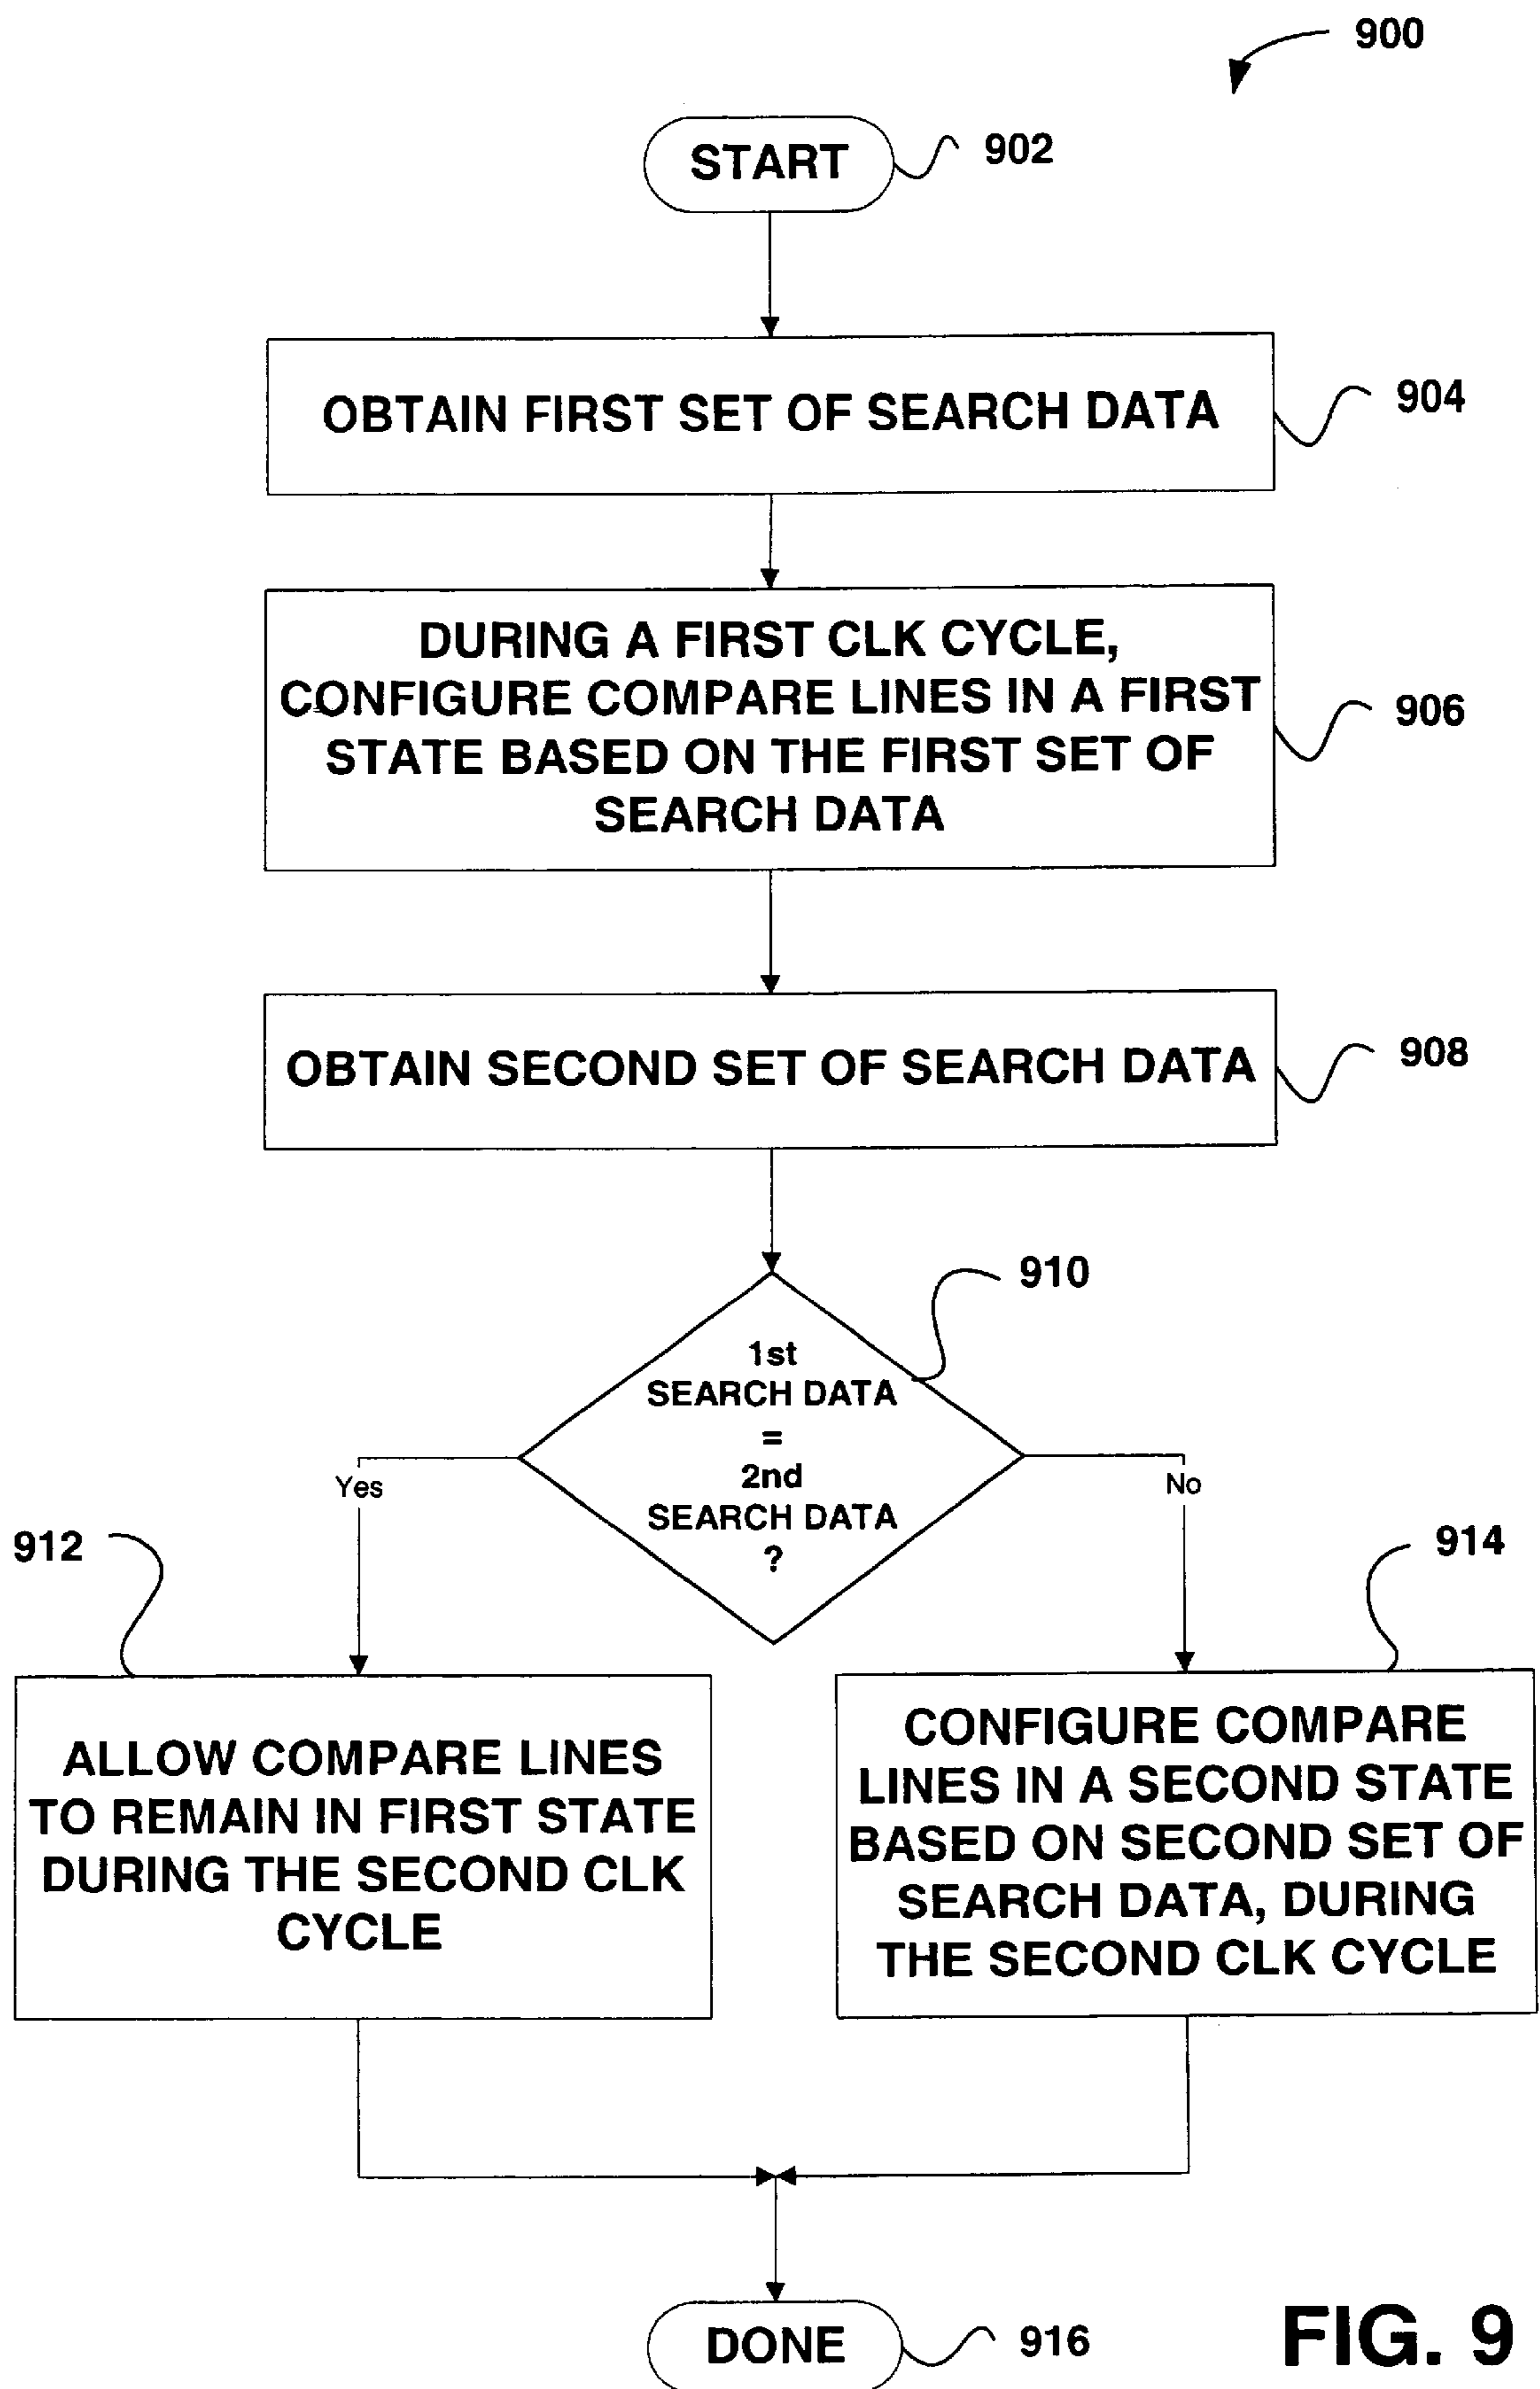 900
START
902
OBTAIN FIRST SET OF SEARCH DATA
904
DURING A FIRST CLK CYCLE,
CONFIGURE COMPARE LINES IN A FIRST
STATE BASED ON THE FIRST SET OF
SEARCH DATA
906
OBTAIN SECOND SET OF SEARCH DATA
908
910
1st
SEARCH DATA
=
2nd
SEARCH DATA
?
Yes
No
912
914
ALLOW COMPARE LINES
TO REMAIN IN FIRST STATE
DURING THE SECOND CLK
CYCLE
CONFIGURE COMPARE
LINES IN A SECOND STATE
BASED ON SECOND SET OF
SEARCH DATA, DURING
THE SECOND CLK CYCLE
DONE
916
FIG. 9